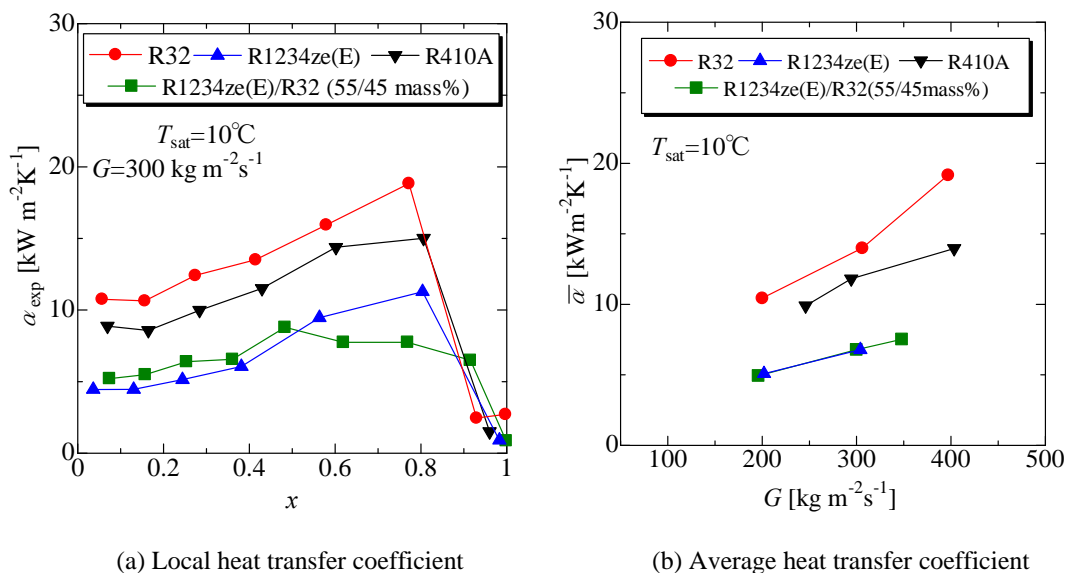 30
R32 R1234ze(E) R410A
R1234ze(E)/R32 (55/45 mass%)
T_sat=10℃
G=300 kg m⁻²s⁻¹
20
10
0
α_exp [kW m⁻²K⁻¹]
0 0.2 0.4 0.6 0.8 1
x
(a) Local heat transfer coefficient
30
R32 R1234ze(E) R410A
R1234ze(E)/R32(55/45mass%)
T_sat=10℃
20
10
0
α̅ [kWm⁻²K⁻¹]
100 200 300 400 500
G [kg m⁻²s⁻¹]
(b) Average heat transfer coefficient